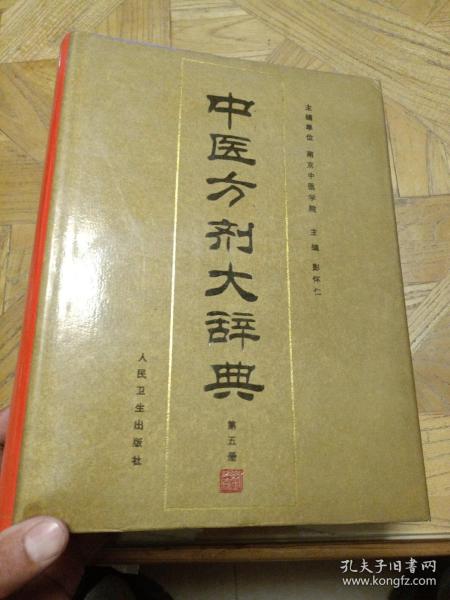 主编单位 南京中医学院 主编 彭怀仁
中医方剂大辞典
第五册
人民卫生出版社
孔夫子旧书网
www.kongfz.com